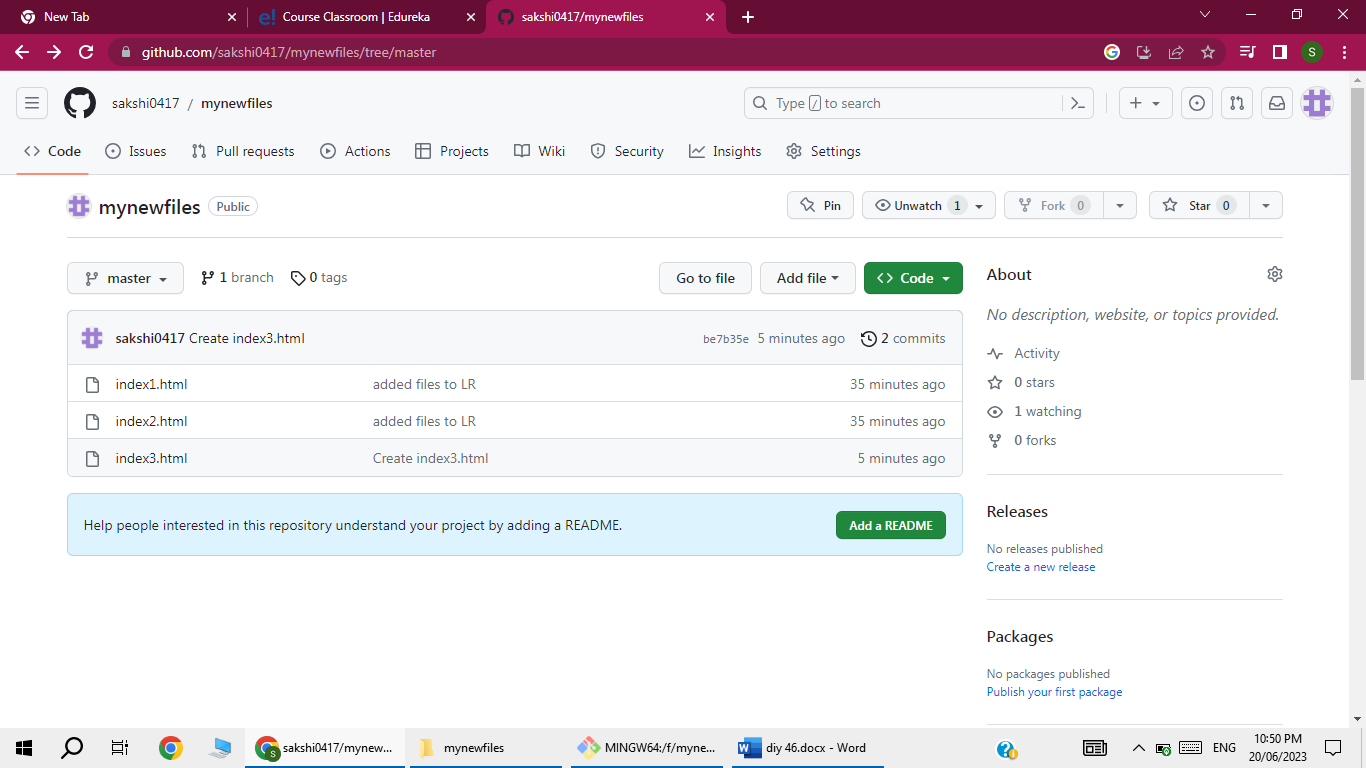 New Tab
e! Course Classroom | Edureka
sakshi0417/mynewfiles
github.com/sakshi0417/mynewfiles/tree/master
G
S
sakshi0417 / mynewfiles
Type / to search
Code
Issues
Pull requests
Actions
Projects
Wiki
Security
Insights
Settings
mynewfiles Public
Pin
Unwatch 1
Fork 0
Star 0
master
1 branch
0 tags
Go to file
Add file
Code
sakshi0417 Create index3.html be7b35e 5 minutes ago 2 commits
index1.html added files to LR 35 minutes ago
index2.html added files to LR 35 minutes ago
index3.html Create index3.html 5 minutes ago
Help people interested in this repository understand your project by adding a README.
Add a README
About
No description, website, or topics provided.
Activity
0 stars
1 watching
0 forks
Releases
No releases published
Create a new release
Packages
No packages published
Publish your first package
S
sakshi0417/mynew...
mynewfiles
MINGW64:/f/myne...
W
diy 46.docx - Word
ENG
10:50 PM
20/06/2023